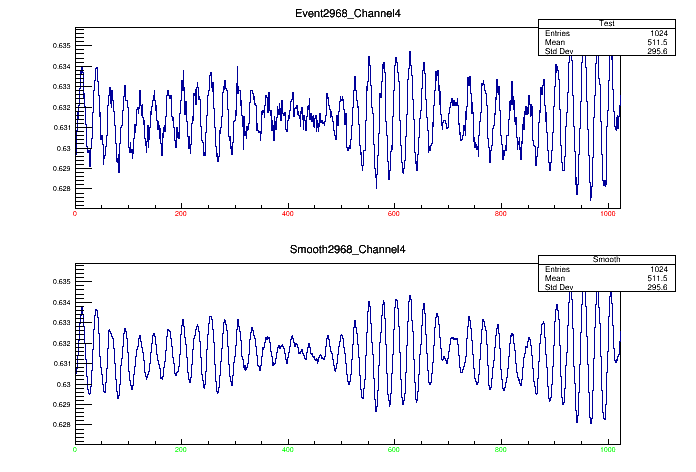 Event2968_Channel4
Test
Entries 1024
Mean 511.5
Std Dev 295.6
0.635
0.634
0.633
0.632
0.631
0.63
0.629
0.628
0 200 400 600 800 1000
Smooth2968_Channel4
Smooth
Entries 1024
Mean 511.5
Std Dev 295.6
0.635
0.634
0.633
0.632
0.631
0.63
0.629
0.628
0 200 400 600 800 1000